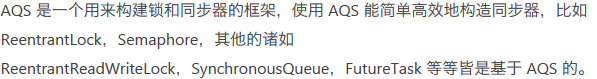 AQS 是一个用来构建锁和同步器的框架，使用 AQS 能简单高效地构造同步器，比如
ReentrantLock，Semaphore，其他的诸如
ReentrantReadWriteLock，SynchronousQueue，FutureTask 等等皆是基于 AQS 的。